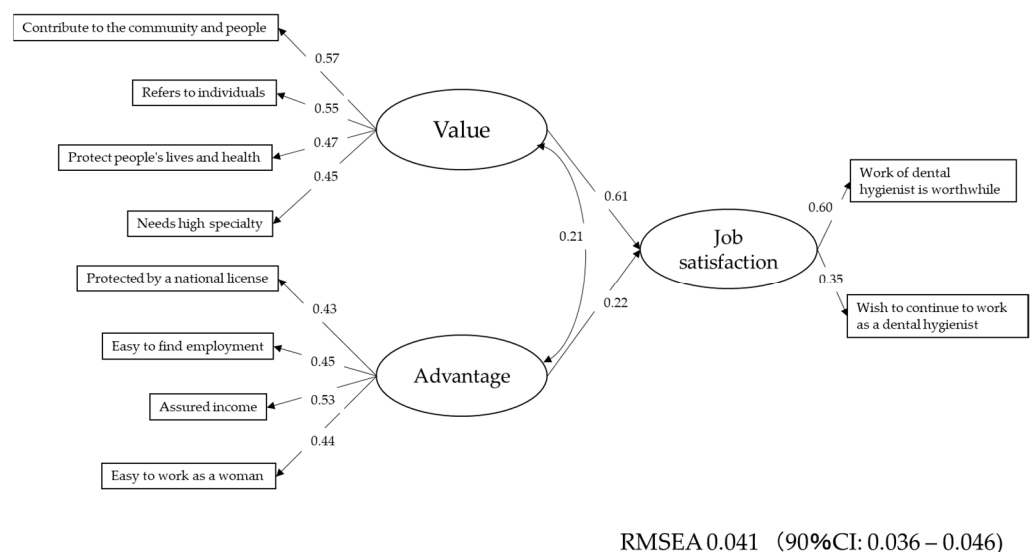 Contribute to the community and people
0.57
Refers to individuals
0.55
Value
Protect people's lives and health
0.47
0.45
Needs high specialty
0.61
Work of dental
hygienist is worthwhile
0.60
Job
satisfaction
0.21
0.35
0.22
Wish to continue to work
as a dental hygienist
Protected by a national license
0.43
Easy to find employment
0.45
Advantage
Assured income
0.53
0.44
Easy to work as a woman
RMSEA 0.041 (90%CI: 0.036 – 0.046)